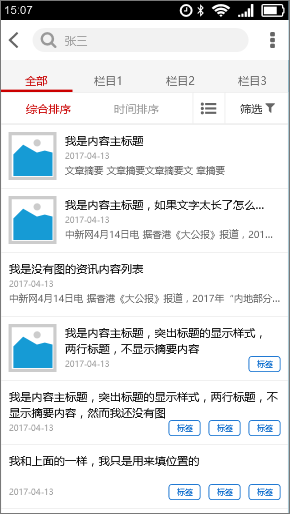 15:07
张三
全部 栏目1 栏目2 栏目3
综合排序 时间排序 筛选
我是内容主标题
2017-04-13
文章摘要 文章摘要文章摘要文 章摘要
我是内容主标题，如果文字太长了怎么...
2017-04-13
中新网4月14日电 据香港《大公报》报道，201...
我是没有图的资讯内容列表
2017-04-13
中新网4月14日电 据香港《大公报》报道，2017年“内地部分...
我是内容主标题，突出标题的显示样式，
两行标题，不显示摘要内容
2017-04-13 标签
我是内容主标题，突出标题的显示样式，两行标题，不
显示摘要内容，然而我还没有图
2017-04-13 标签 标签 标签
我和上面的一样，我只是用来填位置的
2017-04-13 标签 标签 标签